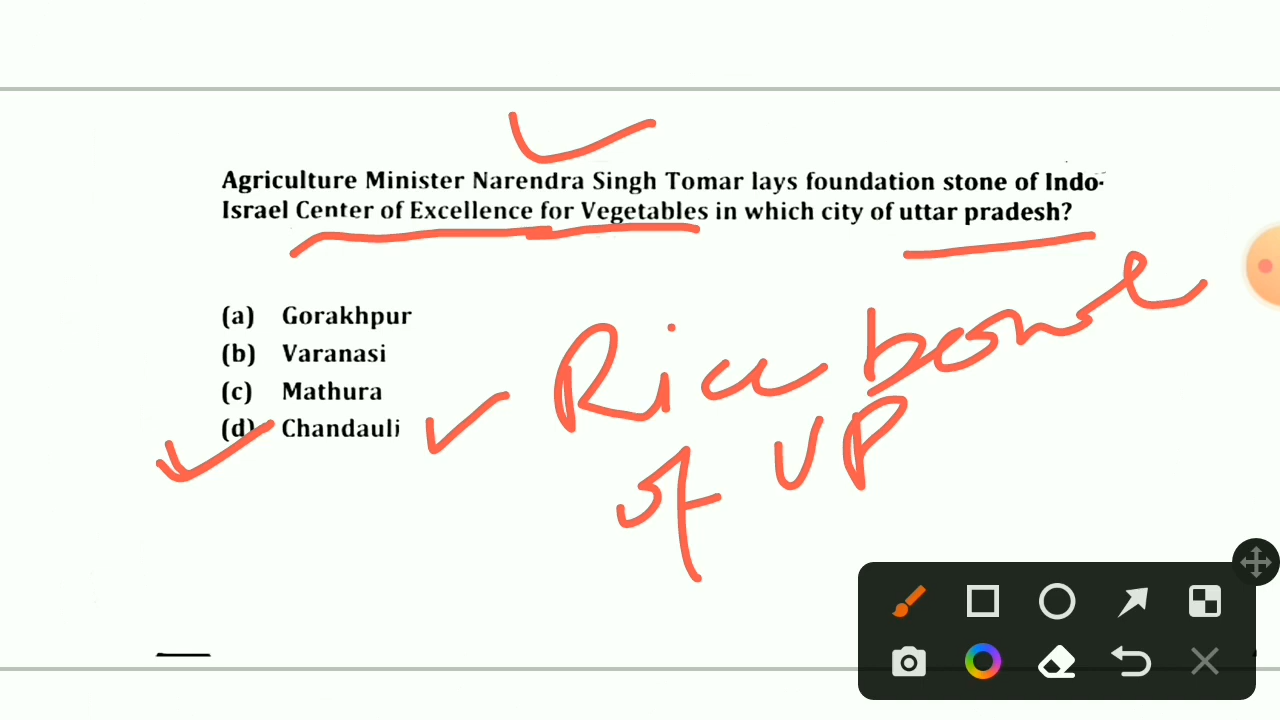 Agriculture Minister Narendra Singh Tomar lays foundation stone of Indo-
Israel Center of Excellence for Vegetables in which city of uttar pradesh?
(a) Gorakhpur
(b) Varanasi
(c) Mathura
(d) Chandauli
Rice
of UP